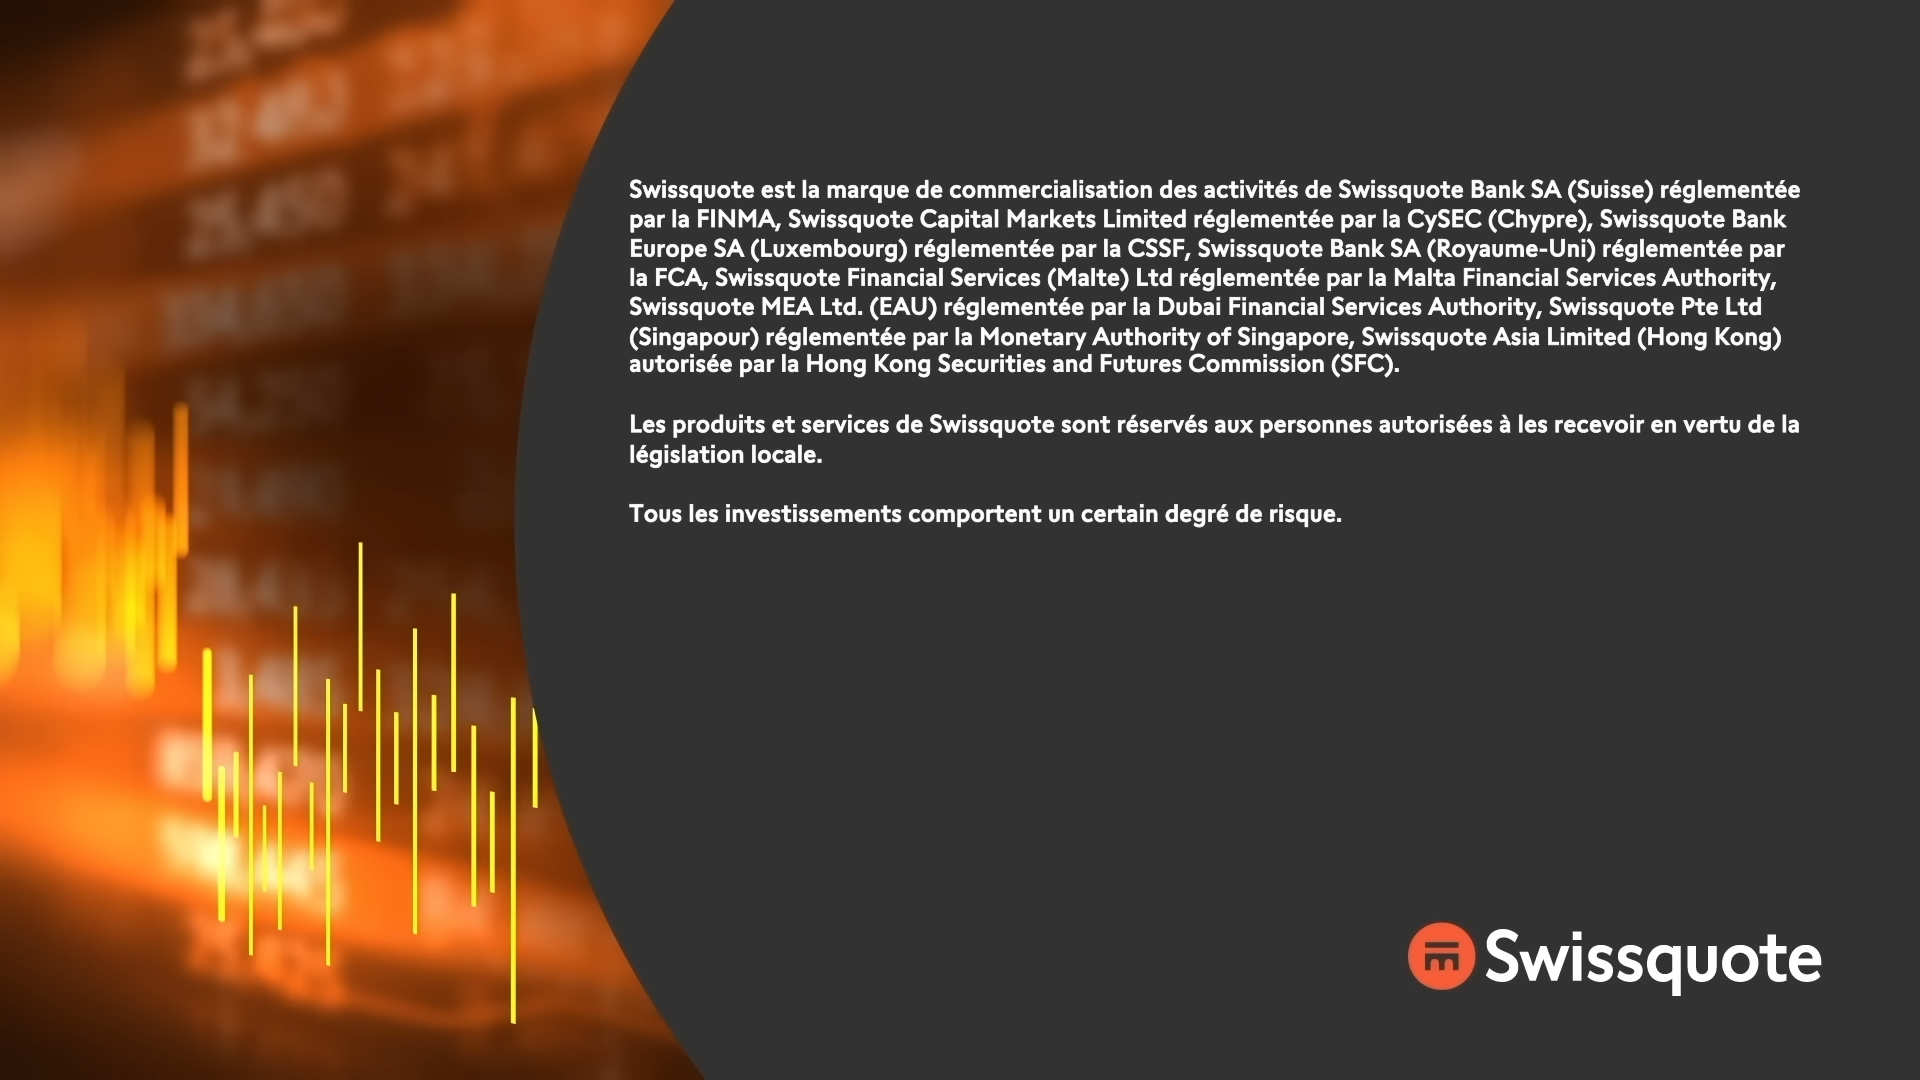 Swissquote est la marque de commercialisation des activités de Swissquote Bank SA (Suisse) réglementée
par la FINMA, Swissquote Capital Markets Limited réglementée par la CySEC (Chypre), Swissquote Bank
Europe SA (Luxembourg) réglementée par la CSSF, Swissquote Bank SA (Royaume-Uni) réglementée par
la FCA, Swissquote Financial Services (Malte) Ltd réglementée par la Malta Financial Services Authority,
Swissquote MEA Ltd. (EAU) réglementée par la Dubai Financial Services Authority, Swissquote Pte Ltd
(Singapour) réglementée par la Monetary Authority of Singapore, Swissquote Asia Limited (Hong Kong)
autorisée par la Hong Kong Securities and Futures Commission (SFC).
Les produits et services de Swissquote sont réservés aux personnes autorisées à les recevoir en vertu de la
législation locale.
Tous les investissements comportent un certain degré de risque.
Swissquote